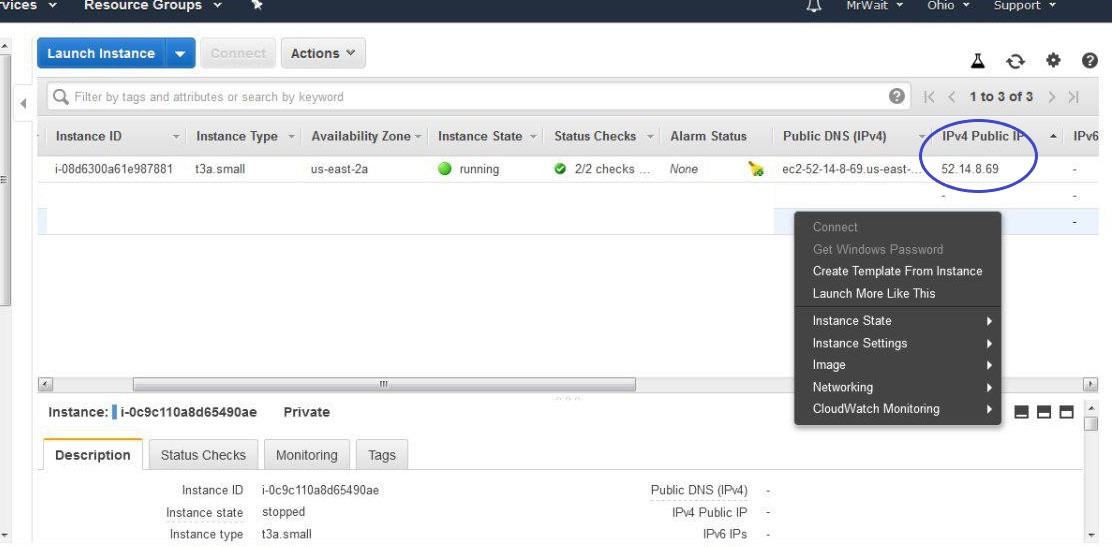 Resource Groups MrWait Ohio Support
Launch Instance Connect Actions
Filter by tags and attributes or search by keyword 1 to 3 of 3
Instance ID Instance Type Availability Zone Instance State Status Checks Alarm Status Public DNS (IPv4) IPv4 Public IP IPv6
i-08d6300a61e987881 t3a.small us-east-2a running 2/2 checks ... None ec2-52-14-8-69.us-east-... 52.14.8.69 -
- -
-
Connect
Get Windows Password
Create Template From Instance
Launch More Like This
Instance State
Instance Settings
Image
Networking
CloudWatch Monitoring
Instance: i-0c9c110a8d65490ae Private
Description Status Checks Monitoring Tags
Instance ID i-0c9c110a8d65490ae Public DNS (IPv4) -
Instance state stopped IPv4 Public IP -
Instance type t3a.small IPv6 IPs -